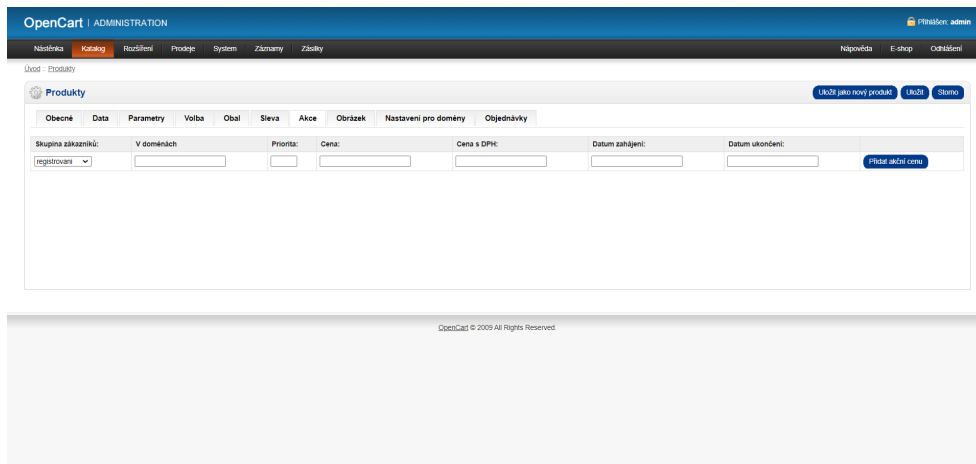 OpenCart | ADMINISTRATION
Přihlášen: admin
Nástěnka Katalog Rozšíření Prodeje System Záznamy Zásilky Nápověda E-shop Odhlášení
Úvod :: Produkty
Produkty Uložit jako nový produkt Uložit Storno
Obecné Data Parametry Volba Obal Sleva Akce Obrázek Nastavení pro domény Objednávky
Skupina zákazníků: V doménách Priorita: Cena: Cena s DPH: Datum zahájení: Datum ukončení:
registrovani Přidat akční cenu
OpenCart © 2009 All Rights Reserved.